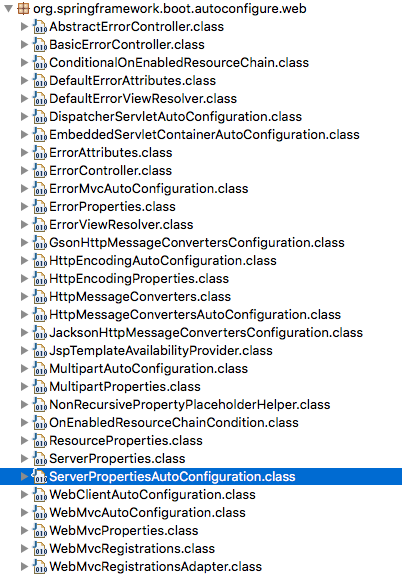 org.springframework.boot.autoconfigure.web
AbstractErrorController.class
BasicErrorController.class
ConditionalOnEnabledResourceChain.class
DefaultErrorAttributes.class
DefaultErrorViewResolver.class
DispatcherServletAutoConfiguration.class
EmbeddedServletContainerAutoConfiguration.class
ErrorAttributes.class
ErrorController.class
ErrorMvcAutoConfiguration.class
ErrorProperties.class
ErrorViewResolver.class
GsonHttpMessageConvertersConfiguration.class
HttpEncodingAutoConfiguration.class
HttpEncodingProperties.class
HttpMessageConverters.class
HttpMessageConvertersAutoConfiguration.class
JacksonHttpMessageConvertersConfiguration.class
JspTemplateAvailabilityProvider.class
MultipartAutoConfiguration.class
MultipartProperties.class
NonRecursivePropertyPlaceholderHelper.class
OnEnabledResourceChainCondition.class
ResourceProperties.class
ServerProperties.class
ServerPropertiesAutoConfiguration.class
WebClientAutoConfiguration.class
WebMvcAutoConfiguration.class
WebMvcProperties.class
WebMvcRegistrations.class
WebMvcRegistrationsAdapter.class